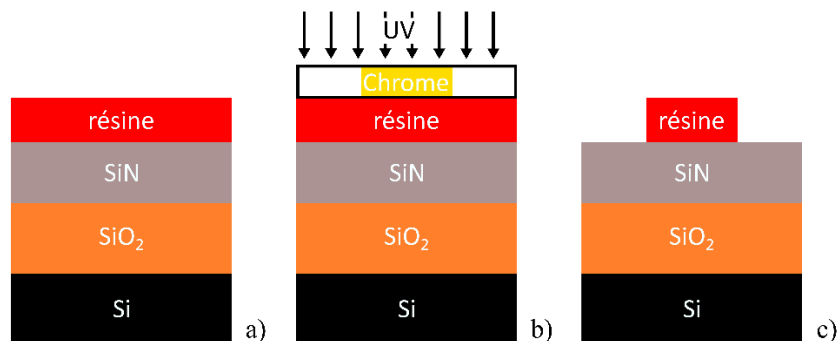 UV
Chrome
résine
résine
résine
SiN
SiN
SiN
SiO₂
SiO₂
SiO₂
Si
Si
Si
a)
b)
c)